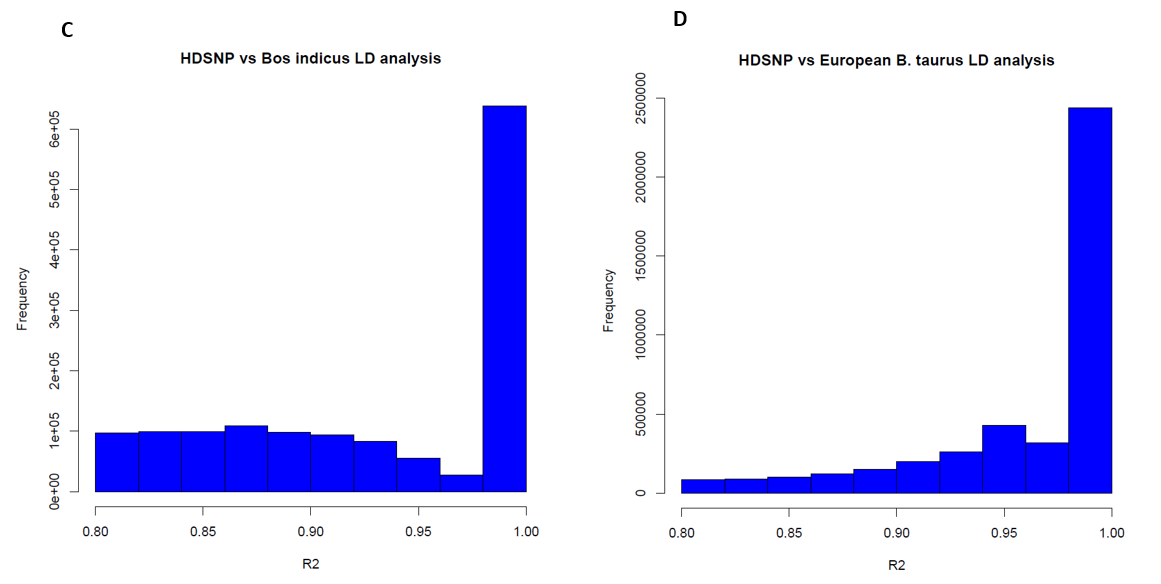 C
HDSNP vs Bos indicus LD analysis
Frequency
6e+05
5e+05
4e+05
3e+05
2e+05
1e+05
0e+00
0.80 0.85 0.90 0.95 1.00
R2
D
HDSNP vs European B. taurus LD analysis
Frequency
2500000
2000000
1500000
1000000
500000
0
0.80 0.85 0.90 0.95 1.00
R2